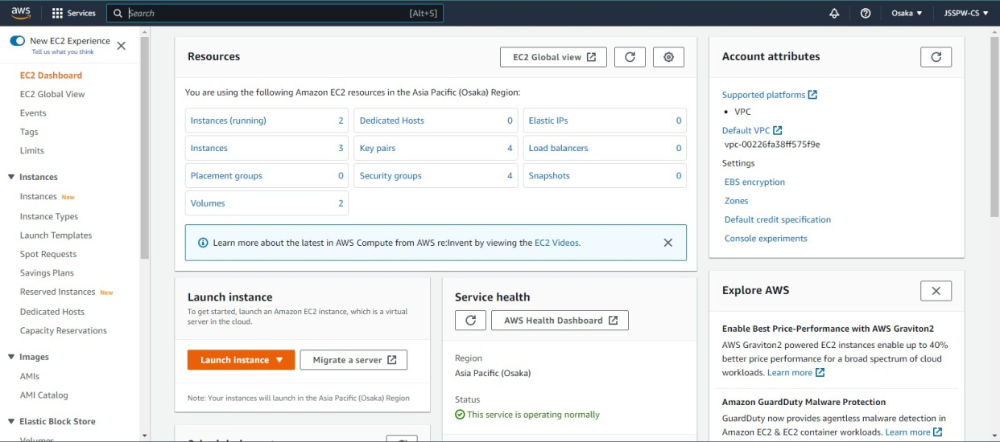 aws
Services
Search
[Alt+S]
Osaka
JSSPW-CS
New EC2 Experience
Tell us what you think
EC2 Dashboard
EC2 Global View
Events
Tags
Limits
Instances
Instances New
Instance Types
Launch Templates
Spot Requests
Savings Plans
Reserved Instances New
Dedicated Hosts
Capacity Reservations
Images
AMIs
AMI Catalog
Elastic Block Store
Volumes
Resources
EC2 Global view
You are using the following Amazon EC2 resources in the Asia Pacific (Osaka) Region:
Instances (running) 2
Dedicated Hosts 0
Elastic IPs 0
Instances 3
Key pairs 4
Load balancers 0
Placement groups 0
Security groups 4
Snapshots 0
Volumes 2
Learn more about the latest in AWS Compute from AWS re:Invent by viewing the EC2 Videos.
Launch instance
To get started, launch an Amazon EC2 instance, which is a virtual
server in the cloud.
Launch instance
Migrate a server
Note: Your instances will launch in the Asia Pacific (Osaka) Region
Service health
AWS Health Dashboard
Region
Asia Pacific (Osaka)
Status
This service is operating normally
Account attributes
Supported platforms
VPC
Default VPC
vpc-00226fa38ff575f9e
Settings
EBS encryption
Zones
Default credit specification
Console experiments
Explore AWS
Enable Best Price-Performance with AWS Graviton2
AWS Graviton2 powered EC2 instances enable up to 40%
better price performance for a broad spectrum of cloud
workloads. Learn more
Amazon GuardDuty Malware Protection
GuardDuty now provides agentless malware detection in
Amazon EC2 & EC2 container workloads. Learn more